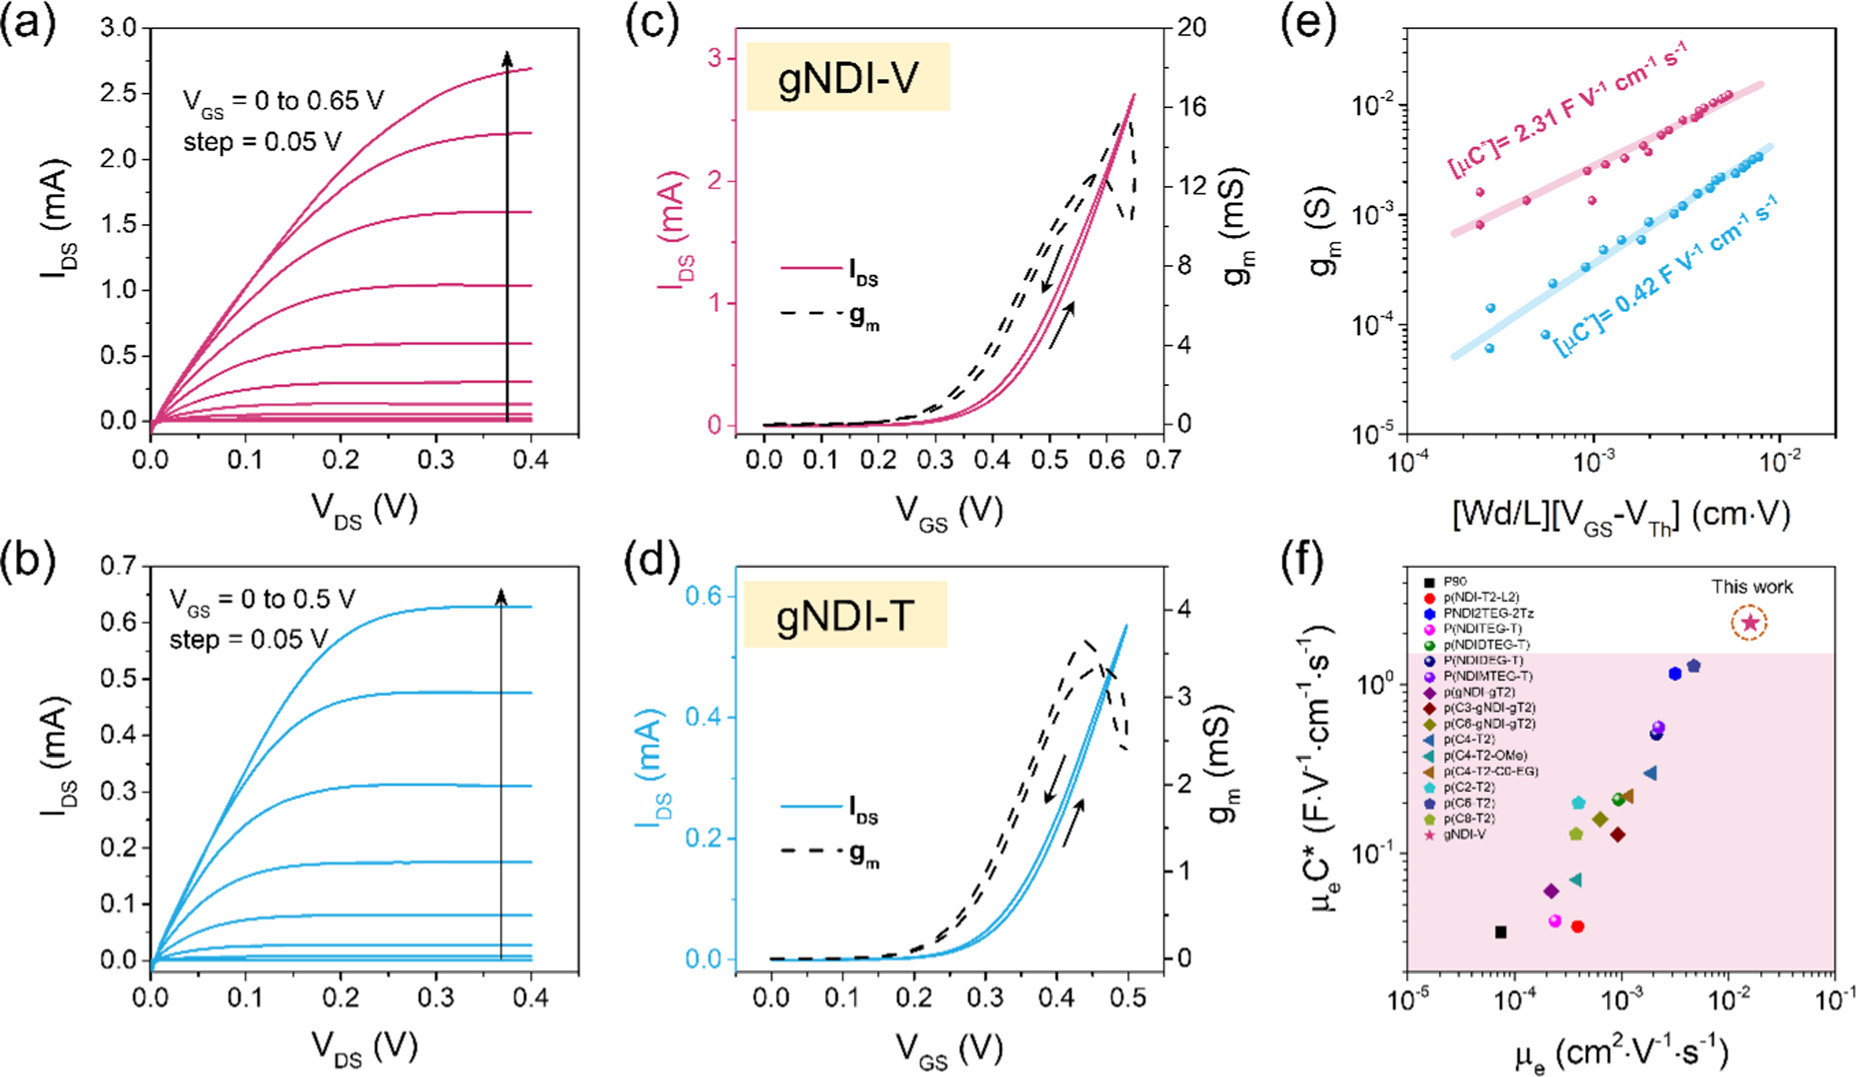 (a)
3.0
2.5
2.0
1.5
1.0
0.5
0.0
I_DS (mA)
V_GS = 0 to 0.65 V
step = 0.05 V
0.0 0.1 0.2 0.3 0.4
V_DS (V)
(c)
3
2
1
0
I_DS (mA)
gNDI-V
I_DS
g_m
20
16
12
8
4
0
g_m (mS)
0.0 0.1 0.2 0.3 0.4 0.5 0.6 0.7
V_GS (V)
(e)
10^-2
10^-3
10^-4
10^-5
g_m (S)
[μC*]= 2.31 F V^-1 cm^-1 s^-1
[μC*]= 0.42 F V^-1 cm^-1 s^-1
10^-4 10^-3 10^-2
[Wd/L][V_GS-V_Th] (cm·V)
(b)
0.7
0.6
0.5
0.4
0.3
0.2
0.1
0.0
I_DS (mA)
V_GS = 0 to 0.5 V
step = 0.05 V
0.0 0.1 0.2 0.3 0.4
V_DS (V)
(d)
0.6
0.4
0.2
0.0
I_DS (mA)
gNDI-T
I_DS
g_m
4
3
2
1
0
g_m (mS)
0.0 0.1 0.2 0.3 0.4 0.5
V_GS (V)
(f)
10^0
10^-1
μ_eC* (F·V^-1·cm^-1·s^-1)
P90
p(NDI-T2-L2)
PNDI2TEG-2Tz
P(NDITEG-T)
p(NDIDTEG-T)
P(NDIDEG-T)
P(NDIMTEG-T)
p(gNDI-gT2)
p(C3-gNDI-gT2)
p(C6-gNDI-gT2)
p(C4-T2)
p(C4-T2-OMe)
p(C4-T2-C0-EG)
p(C2-T2)
p(C6-T2)
p(C8-T2)
gNDI-V
This work
10^-5 10^-4 10^-3 10^-2 10^-1
μ_e (cm^2·V^-1·s^-1)